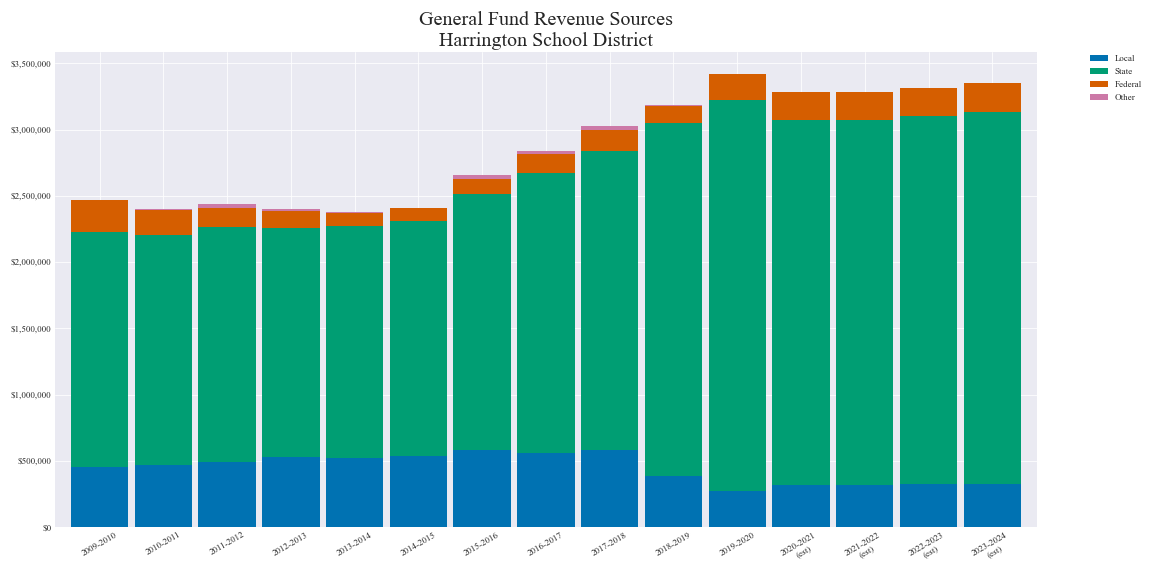 General Fund Revenue Sources
Harrington School District
$3,500,000
$3,000,000
$2,500,000
$2,000,000
$1,500,000
$1,000,000
$500,000
$0
2009-2010
2010-2011
2011-2012
2012-2013
2013-2014
2014-2015
2015-2016
2016-2017
2017-2018
2018-2019
2019-2020
2020-2021
(est)
2021-2022
(est)
2022-2023
(est)
2023-2024
(est)
Local
State
Federal
Other